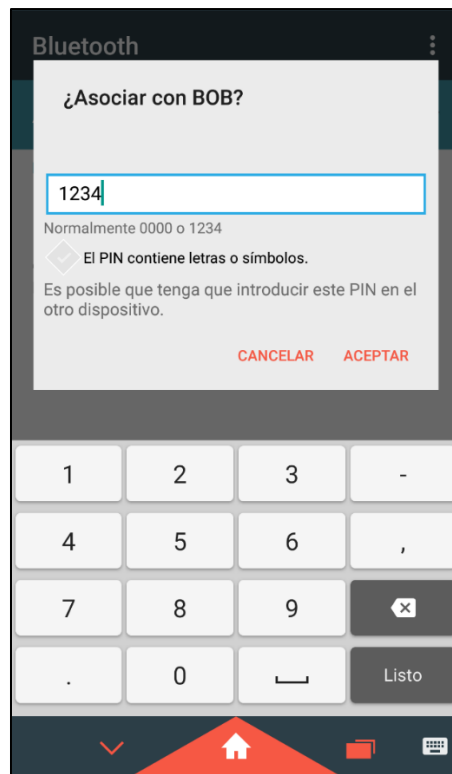 Bluetooth
¿Asociar con BOB?
1234
Normalmente 0000 o 1234
El PIN contiene letras o símbolos.
Es posible que tenga que introducir este PIN en el
otro dispositivo.
CANCELAR ACEPTAR
1 2 3 -
4 5 6 ,
7 8 9
. 0 Listo